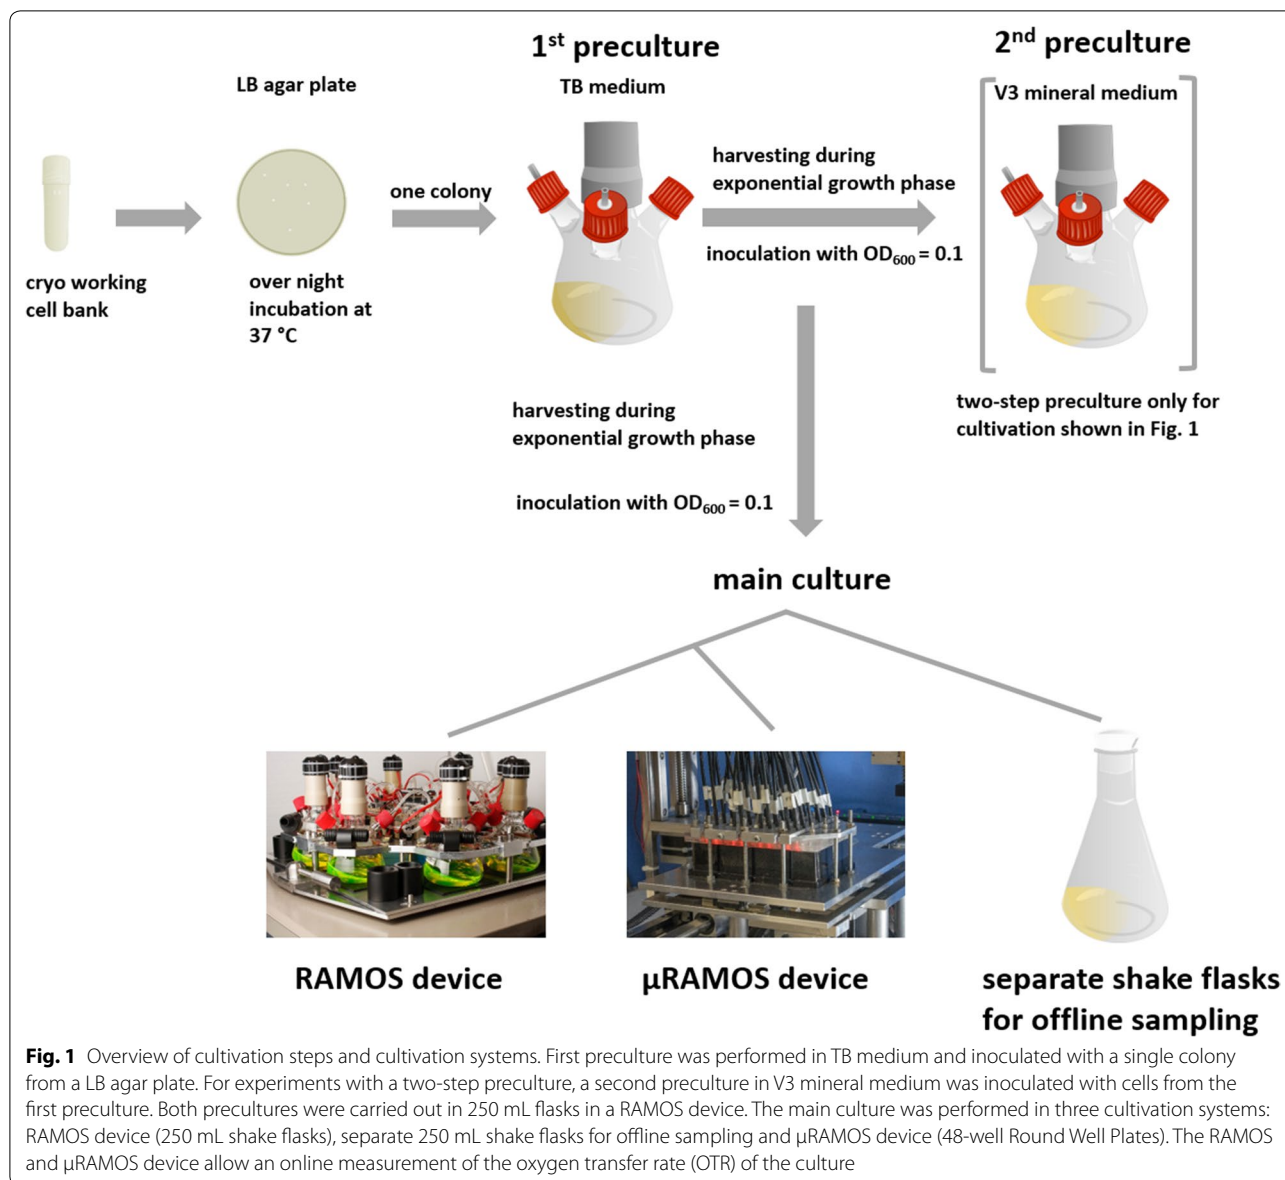 1st preculture
2nd preculture
LB agar plate
TB medium
V3 mineral medium
one colony
harvesting during
exponential growth phase
inoculation with OD600 = 0.1
cryo working
cell bank
over night
incubation at
37 °C
two-step preculture only for
cultivation shown in Fig. 1
harvesting during
exponential growth phase
inoculation with OD600 = 0.1
main culture
RAMOS device
µRAMOS device
separate shake flasks
for offline sampling
Fig. 1 Overview of cultivation steps and cultivation systems. First preculture was performed in TB medium and inoculated with a single colony
from a LB agar plate. For experiments with a two-step preculture, a second preculture in V3 mineral medium was inoculated with cells from the
first preculture. Both precultures were carried out in 250 mL flasks in a RAMOS device. The main culture was performed in three cultivation systems:
RAMOS device (250 mL shake flasks), separate 250 mL shake flasks for offline sampling and µRAMOS device (48-well Round Well Plates). The RAMOS
and µRAMOS device allow an online measurement of the oxygen transfer rate (OTR) of the culture